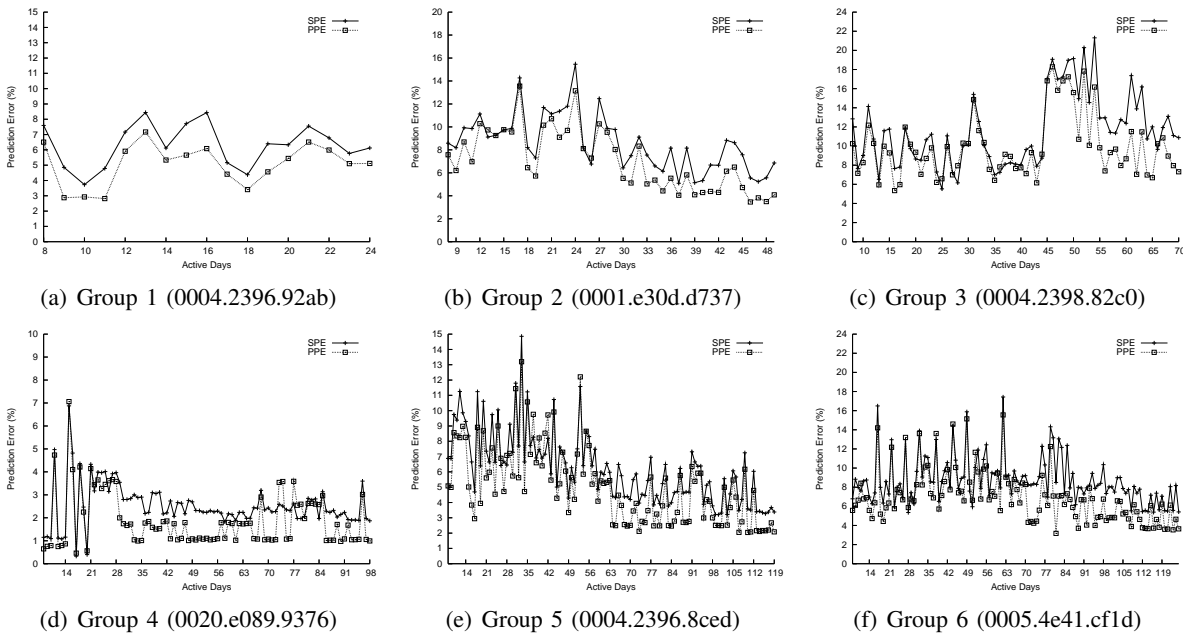 SPE
PPE
Prediction Error (%)
15
14
13
12
11
10
9
8
7
6
5
4
3
2
1
0
8 10 12 14 16 18 20 22 24
Active Days
(a) Group 1 (0004.2396.92ab)
SPE
PPE
Prediction Error (%)
20
18
16
14
12
10
8
6
4
2
0
9 12 15 18 21 24 27 30 33 36 39 42 45 48
Active Days
(b) Group 2 (0001.e30d.d737)
SPE
PPE
Prediction Error (%)
24
22
20
18
16
14
12
10
8
6
4
2
0
10 15 20 25 30 35 40 45 50 55 60 65 70
Active Days
(c) Group 3 (0004.2398.82c0)
SPE
PPE
Prediction Error (%)
10
9
8
7
6
5
4
3
2
1
0
14 21 28 35 42 49 56 63 70 77 84 91 98
Active Days
(d) Group 4 (0020.e089.9376)
SPE
PPE
Prediction Error (%)
15
14
13
12
11
10
9
8
7
6
5
4
3
2
1
0
14 21 28 35 42 49 56 63 70 77 84 91 98 105 112 119
Active Days
(e) Group 5 (0004.2396.8ced)
SPE
PPE
Prediction Error (%)
24
22
20
18
16
14
12
10
8
6
4
2
0
14 21 28 35 42 49 56 63 70 77 84 91 98 105 112 119
Active Days
(f) Group 6 (0005.4e41.cf1d)